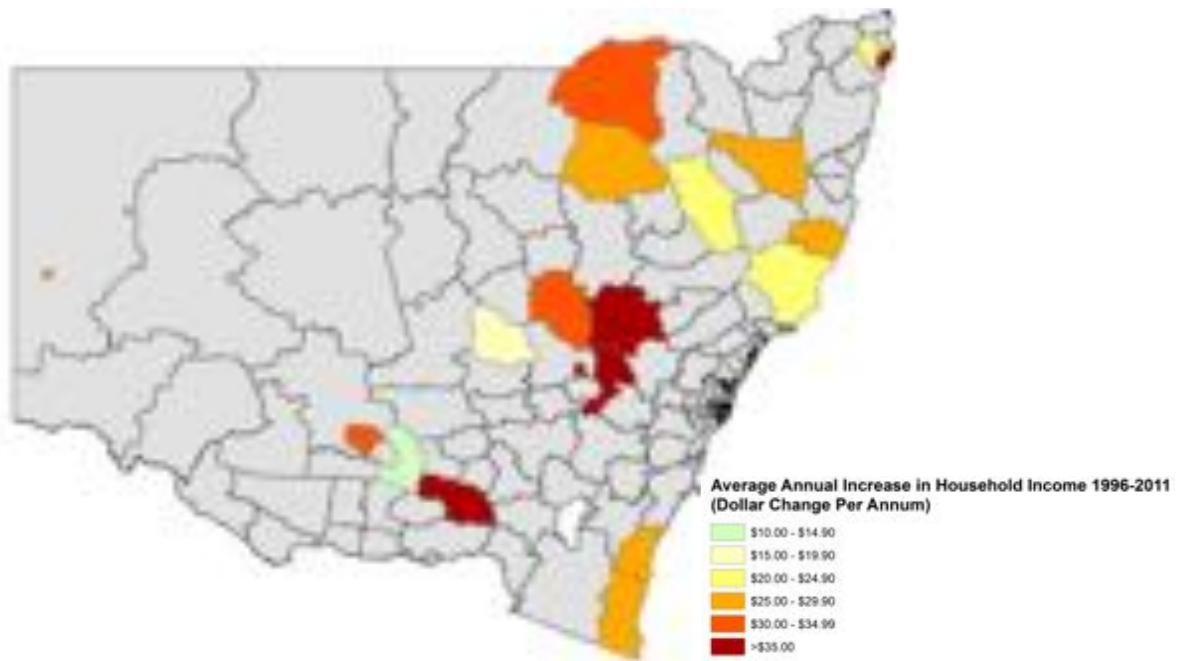 Average Annual Increase in Household Income 1996-2011
(Dollar Change Per Annum)
$10.00 - $14.90
$15.00 - $19.90
$20.00 - $24.90
$25.00 - $29.90
$30.00 - $34.99
>$35.00